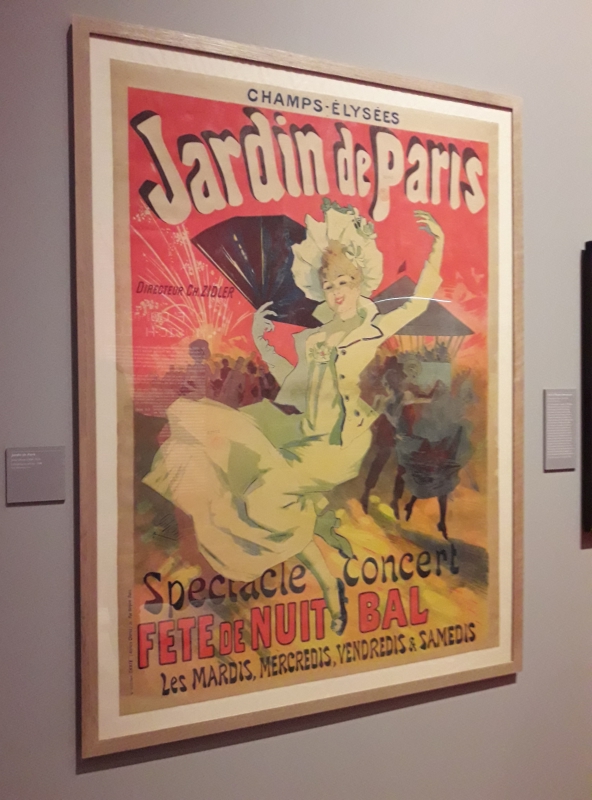 CHAMPS-ÉLYSÉES
Jardin de Paris
DIRECTEUR CH. ZIDLER
Spectacle Concert
FETE DE NUIT BAL
Les MARDIS, MERCREDIS, VENDREDIS & SAMEDIS